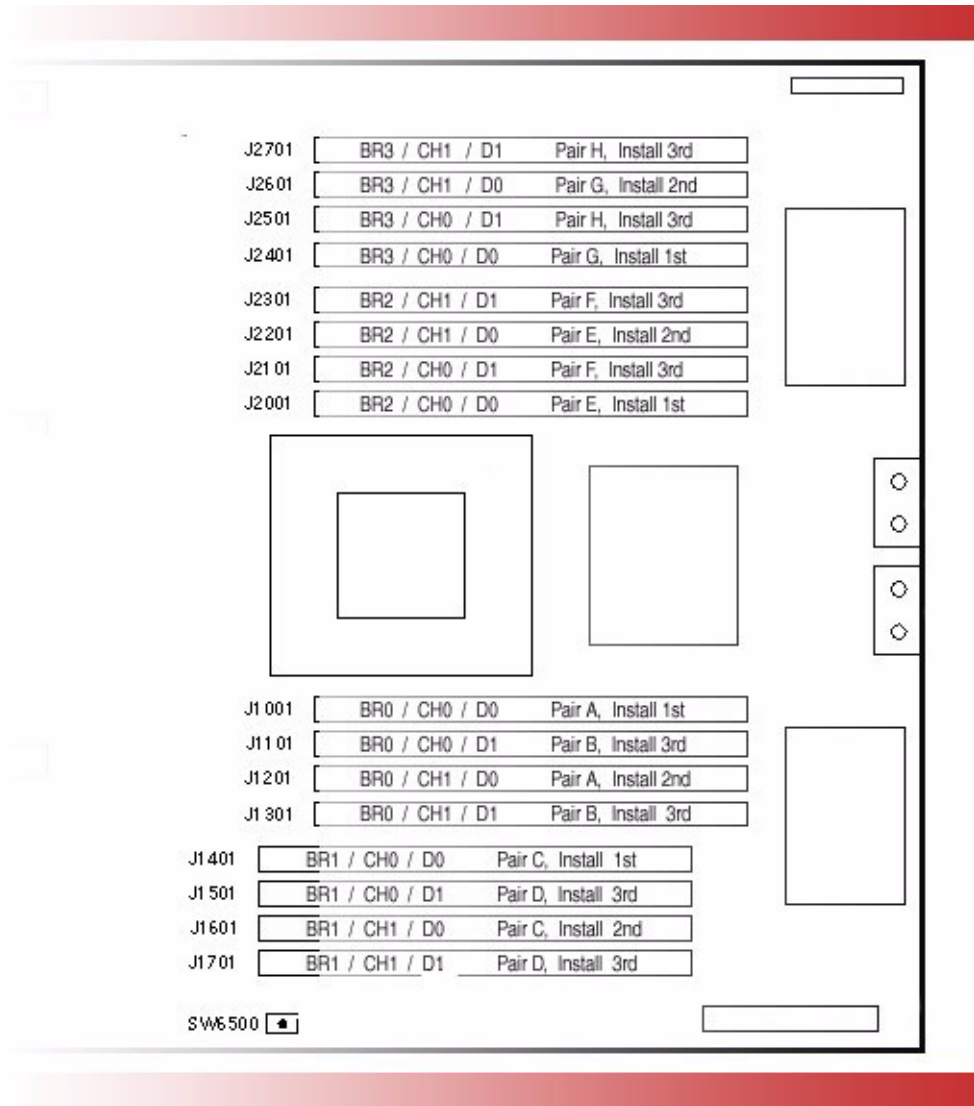 J2701 BR3 / CH1 / D1 Pair H, Install 3rd
J2601 BR3 / CH1 / D0 Pair G, Install 2nd
J2501 BR3 / CH0 / D1 Pair H, Install 3rd
J2401 BR3 / CH0 / D0 Pair G, Install 1st
J2301 BR2 / CH1 / D1 Pair F, Install 3rd
J2201 BR2 / CH1 / D0 Pair E, Install 2nd
J2101 BR2 / CH0 / D1 Pair F, Install 3rd
J2001 BR2 / CH0 / D0 Pair E, Install 1st
J1001 BR0 / CH0 / D0 Pair A, Install 1st
J1101 BR0 / CH0 / D1 Pair B, Install 3rd
J1201 BR0 / CH1 / D0 Pair A, Install 2nd
J1301 BR0 / CH1 / D1 Pair B, Install 3rd
J1401 BR1 / CH0 / D0 Pair C, Install 1st
J1501 BR1 / CH0 / D1 Pair D, Install 3rd
J1601 BR1 / CH1 / D0 Pair C, Install 2nd
J1701 BR1 / CH1 / D1 Pair D, Install 3rd
SW6500